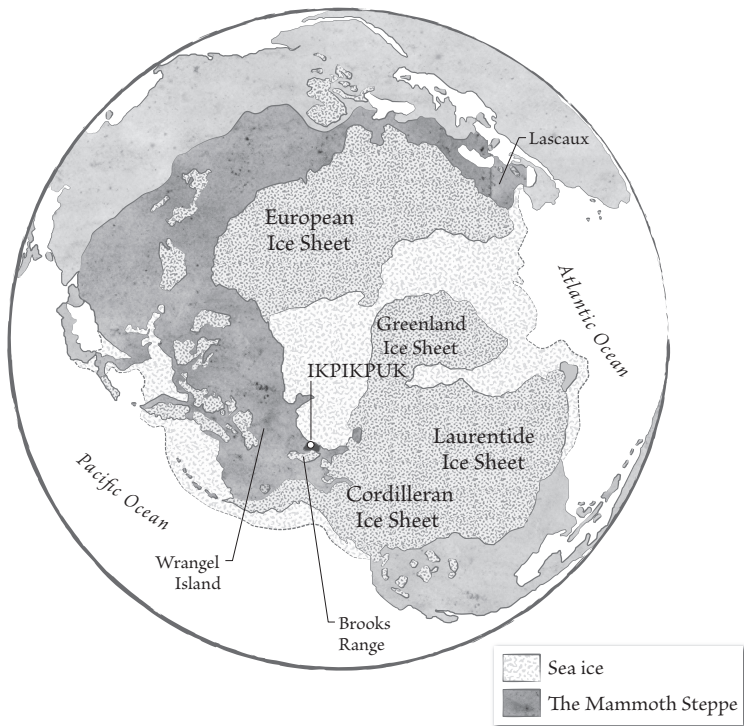 Lascaux
European
Ice Sheet
Atlantic Ocean
Greenland
Ice Sheet
IKPIKPUK
Laurentide
Ice Sheet
Pacific Ocean
Cordilleran
Ice Sheet
Wrangel
Island
Brooks
Range
Sea ice
The Mammoth Steppe